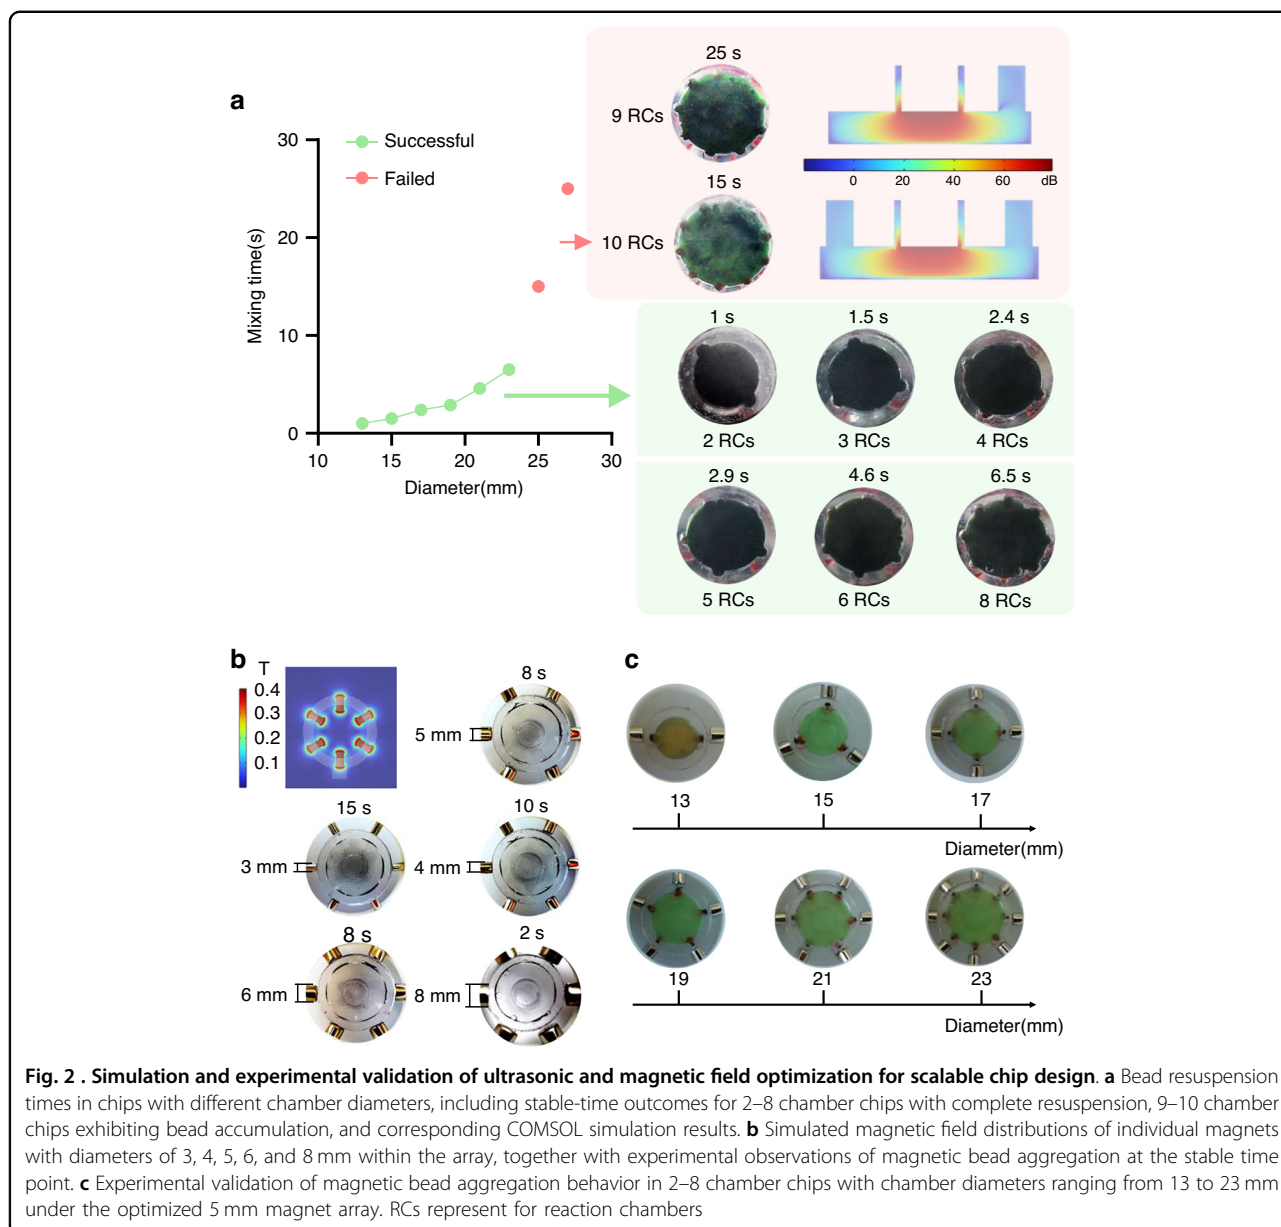 a
30
20
10
0
Mixing time(s)
10
15
20
25
30
Diameter(mm)
Successful
Failed
25 s
9 RCs
15 s
10 RCs
0 20 40 60 dB
1 s
1.5 s
2.4 s
2 RCs
3 RCs
4 RCs
2.9 s
4.6 s
6.5 s
5 RCs
6 RCs
8 RCs
b
T
0.4
0.3
0.2
0.1
8 s
5 mm
15 s
3 mm
10 s
4 mm
8 s
6 mm
2 s
8 mm
c
13
15
17
Diameter(mm)
19
21
23
Diameter(mm)
Fig. 2 . Simulation and experimental validation of ultrasonic and magnetic field optimization for scalable chip design. a Bead resuspension
times in chips with different chamber diameters, including stable-time outcomes for 2–8 chamber chips with complete resuspension, 9–10 chamber
chips exhibiting bead accumulation, and corresponding COMSOL simulation results. b Simulated magnetic field distributions of individual magnets
with diameters of 3, 4, 5, 6, and 8 mm within the array, together with experimental observations of magnetic bead aggregation at the stable time
point. c Experimental validation of magnetic bead aggregation behavior in 2–8 chamber chips with chamber diameters ranging from 13 to 23 mm
under the optimized 5 mm magnet array. RCs represent for reaction chambers